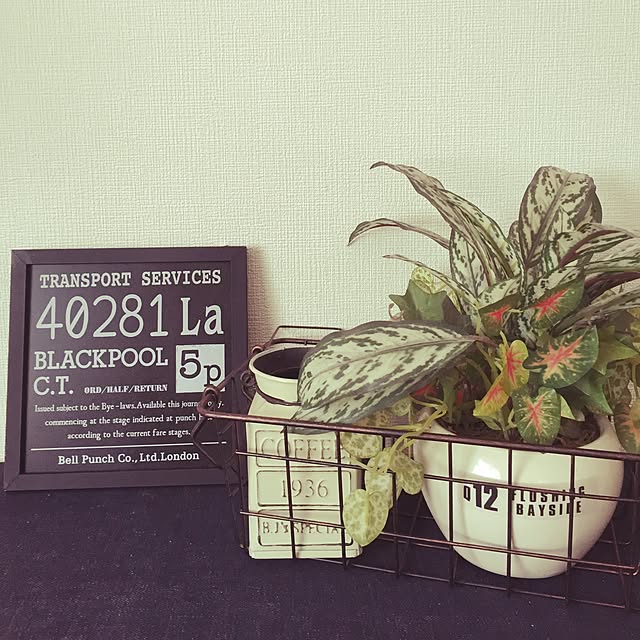 TRANSPORT SERVICES
40281 La
BLACKPOOL
C.T. ORD/HALF/RETURN
5p
Issued subject to the Bye-laws. Available this
commencing at the stage indicated at punch
according to the current fare stages.
Bell Punch Co., Ltd. London
COFFEE
1936
012 FLUSHING
BAYSIDE